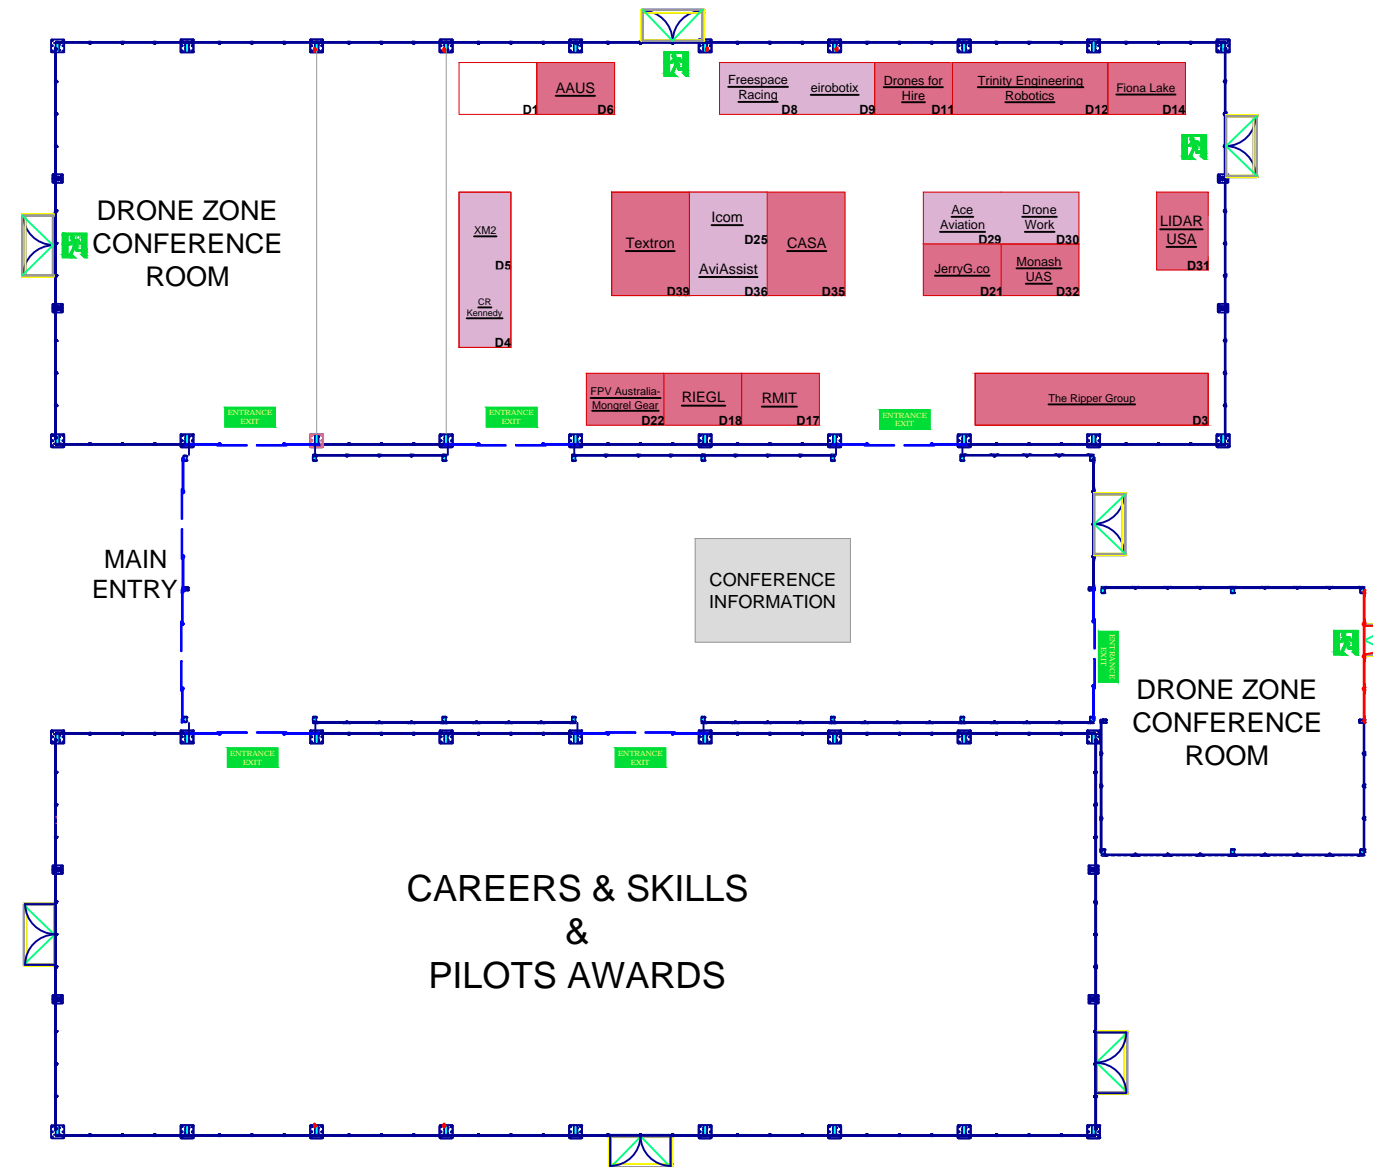 AAUS
D1
D6
Freespace
Racing
D8
eirobotix
D9
Drones for
Hire
D11
Trinity Engineering
Robotics
D12
Fiona Lake
D14
DRONE ZONE
CONFERENCE
ROOM
XM2
D5
CR
Kennedy
D4
Textron
D39
Icom
D25
AviAssist
D36
CASA
D35
Ace
Aviation
D29
Drone
Work
D30
JerryG.co
D21
Monash
UAS
D32
LIDAR
USA
D31
FPV Australia-
Mongrel Gear
D22
RIEGL
D18
RMIT
D17
The Ripper Group
D3
ENTRANCE
EXIT
ENTRANCE
EXIT
ENTRANCE
EXIT
MAIN
ENTRY
CONFERENCE
INFORMATION
ENTRANCE
EXIT
DRONE ZONE
CONFERENCE
ROOM
ENTRANCE
EXIT
ENTRANCE
EXIT
CAREERS & SKILLS
&
PILOTS AWARDS